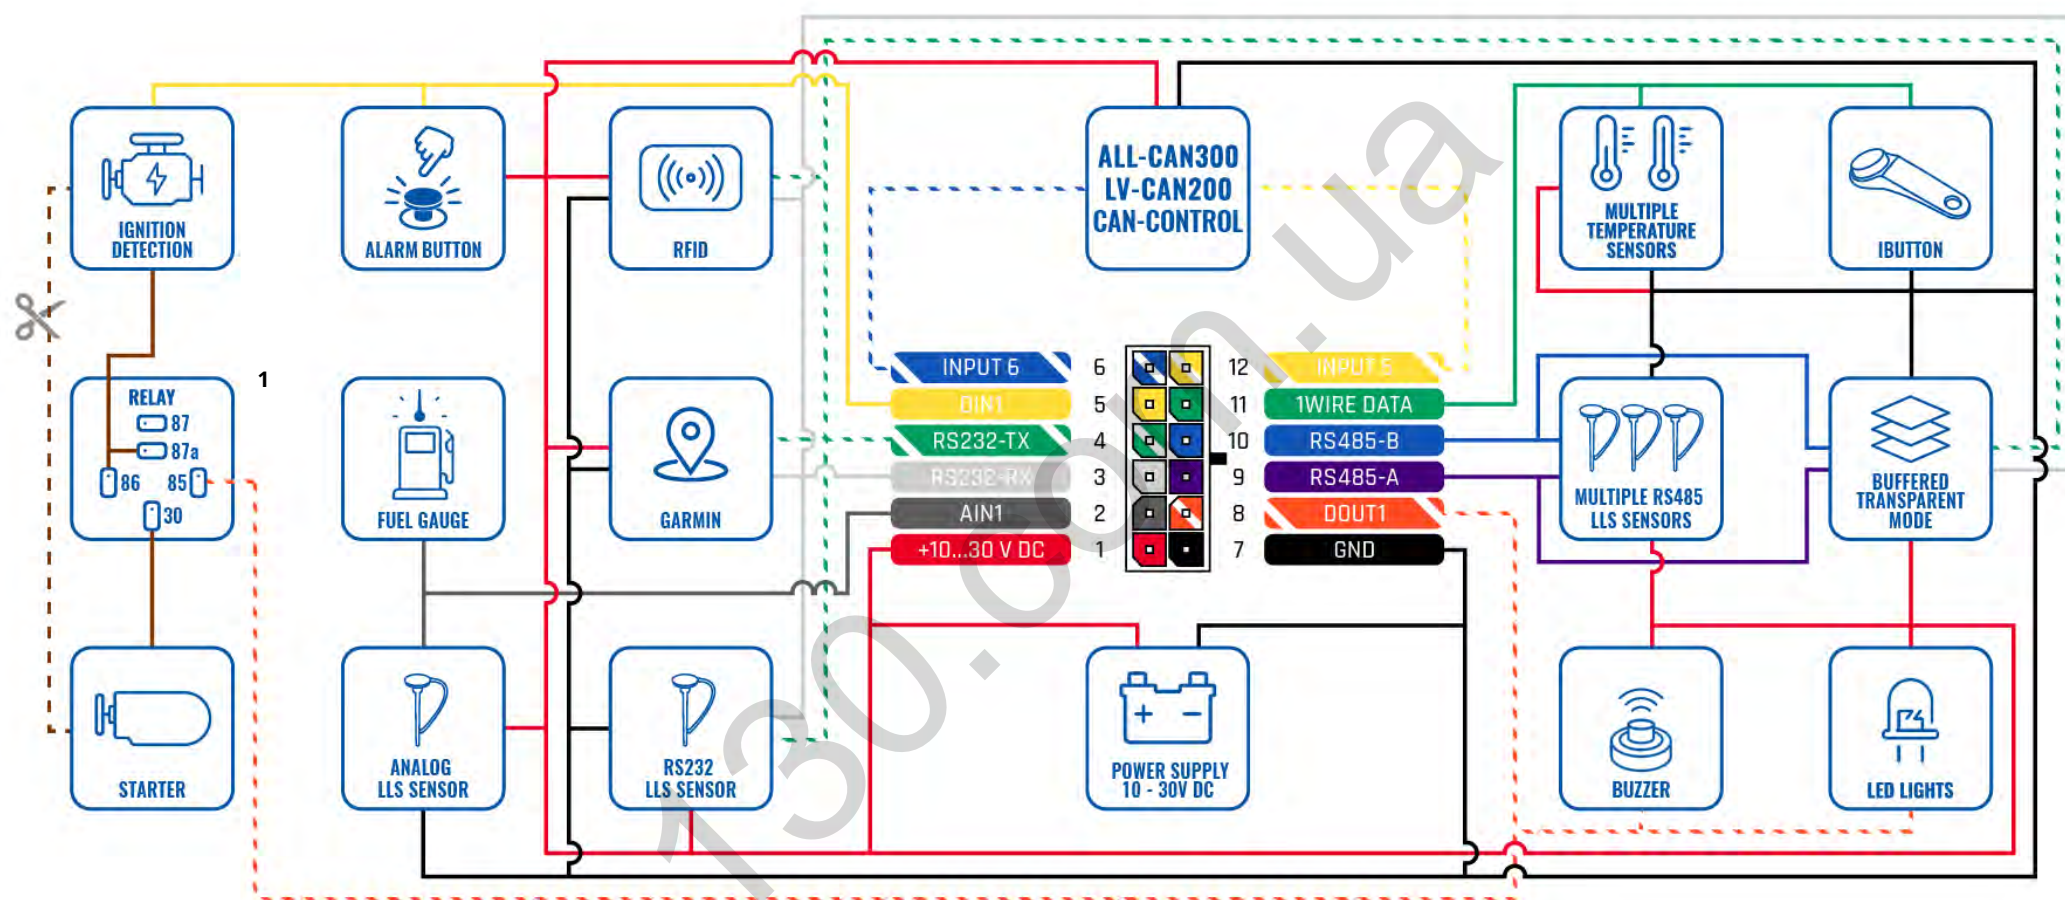 ALL-CAN300
LV-CAN200
CAN-CONTROL
IGNITION
DETECTION
ALARM BUTTON
RFID
MULTIPLE
TEMPERATURE
SENSORS
IBUTTON
RELAY
87
87a
86
85
30
1
FUEL GAUGE
GARMIN
INPUT 6
6
12
INPUT 5
DIN1
5
11
1WIRE DATA
RS232-TX
4
10
RS485-B
RS232-RX
3
9
RS485-A
AIN1
2
8
DOUT1
+10...30 V DC
1
7
GND
MULTIPLE RS485
LLS SENSORS
BUFFERED
TRANSPARENT
MODE
STARTER
ANALOG
LLS SENSOR
RS232
LLS SENSOR
+ −
POWER SUPPLY
10 - 30V DC
BUZZER
LED LIGHTS
130.com.ua